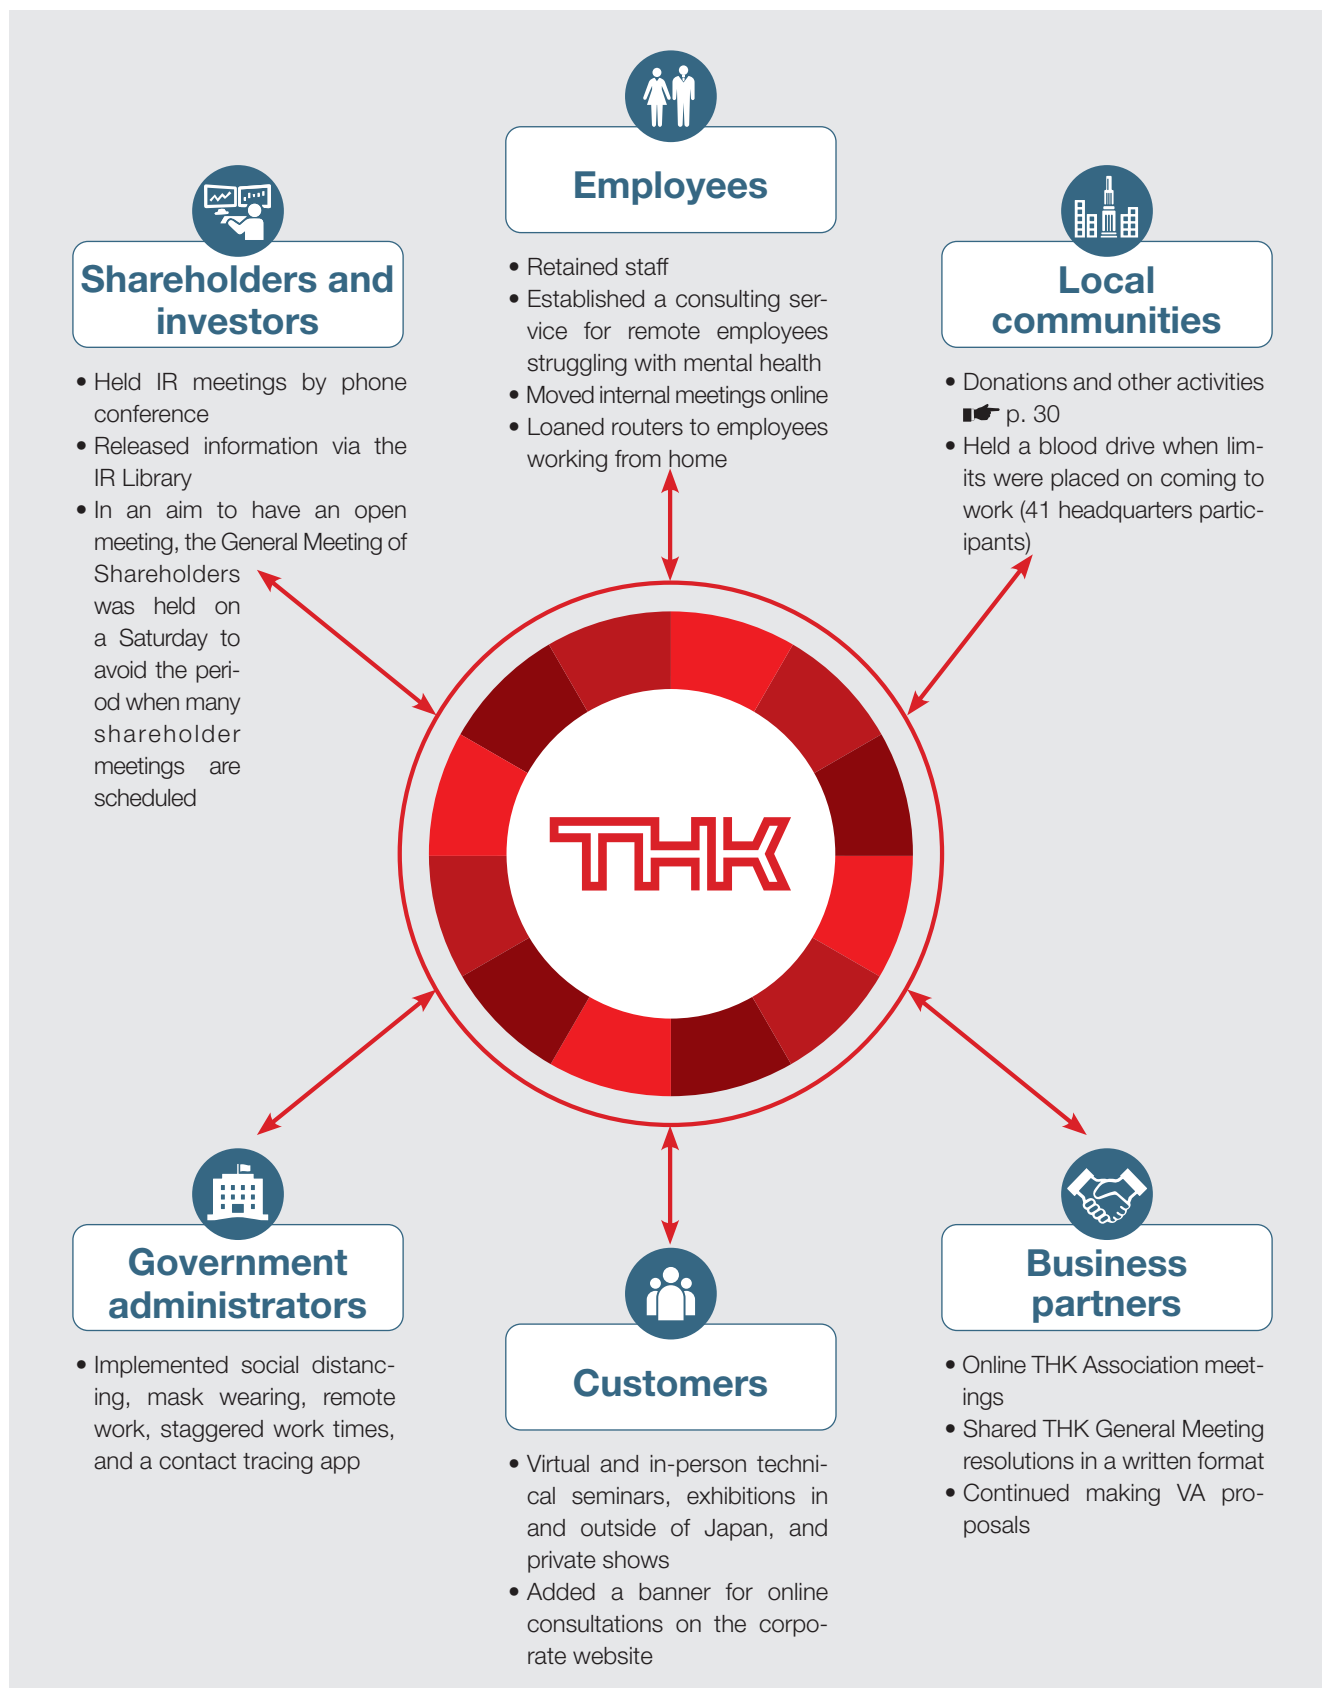 Employees
• Retained staff
• Established a consulting ser-
vice for remote employees
struggling with mental health
• Moved internal meetings online
• Loaned routers to employees
working from home
Shareholders and
investors
• Held IR meetings by phone
conference
• Released information via the
IR Library
• In an aim to have an open
meeting, the General Meeting of
Shareholders
was held on
a Saturday to
avoid the peri-
od when many
shareholder
meetings are
scheduled
Local
communities
• Donations and other activities
p. 30
• Held a blood drive when lim-
its were placed on coming to
work (41 headquarters partic-
ipants)
THK
Government
administrators
• Implemented social distanc-
ing, mask wearing, remote
work, staggered work times,
and a contact tracing app
Customers
• Virtual and in-person techni-
cal seminars, exhibitions in
and outside of Japan, and
private shows
• Added a banner for online
consultations on the corpo-
rate website
Business
partners
• Online THK Association meet-
ings
• Shared THK General Meeting
resolutions in a written format
• Continued making VA pro-
posals